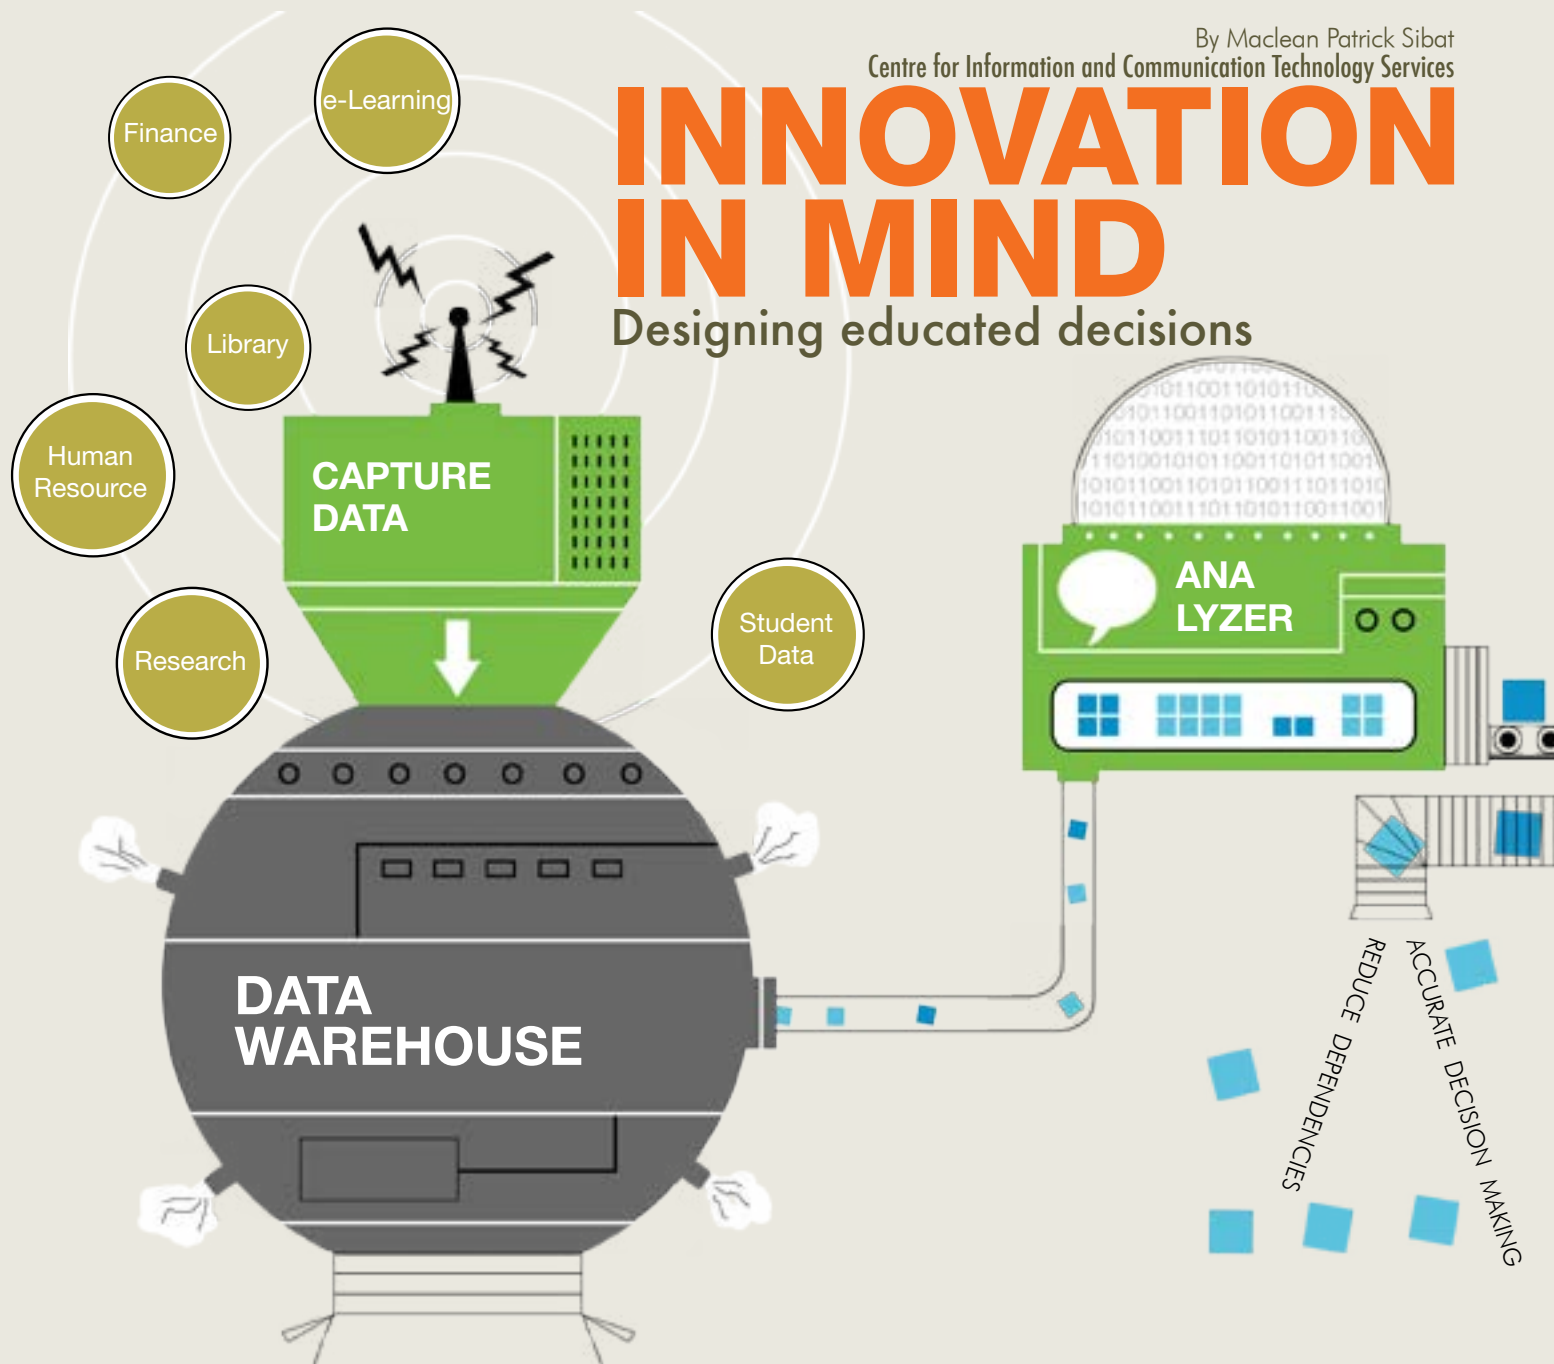 By Maclean Patrick Sibat
Centre for Information and Communication Technology Services
INNOVATION
IN MIND
Designing educated decisions
Finance
e-Learning
Library
Human
Resource
Research
Student
Data
CAPTURE
DATA
DATA
WAREHOUSE
ANA
LYZER
REDUCE DEPENDENCIES
ACCURATE DECISION MAKING